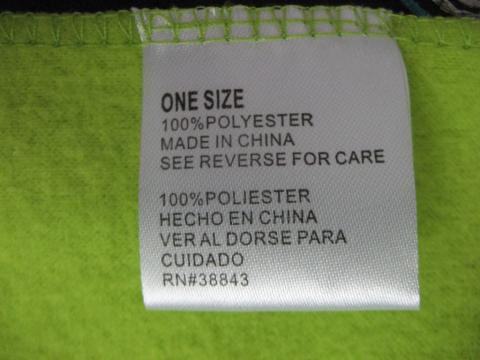 ONE SIZE
100%POLYESTER
MADE IN CHINA
SEE REVERSE FOR CARE
100%POLIESTER
HECHO EN CHINA
VER AL DORSE PARA
CUIDADO
RN#38843